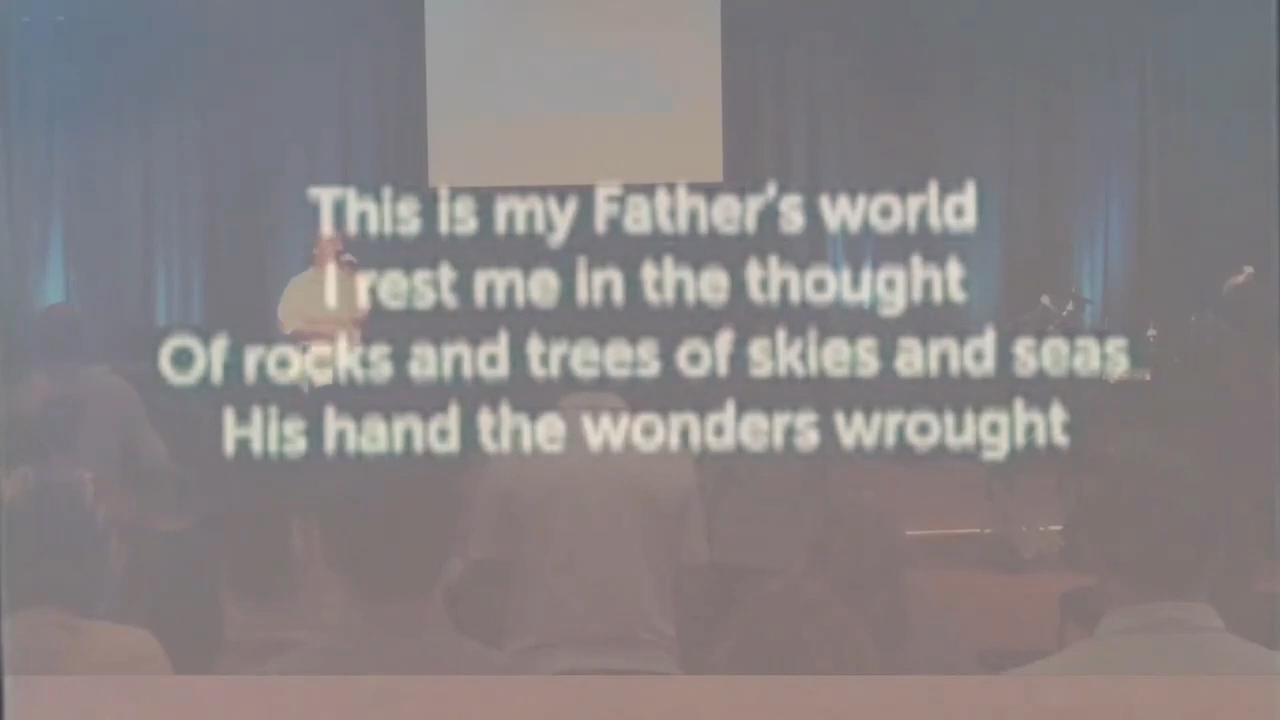 This is my Father's world
I rest me in the thought
Of rocks and trees of skies and seas
His hand the wonders wrought